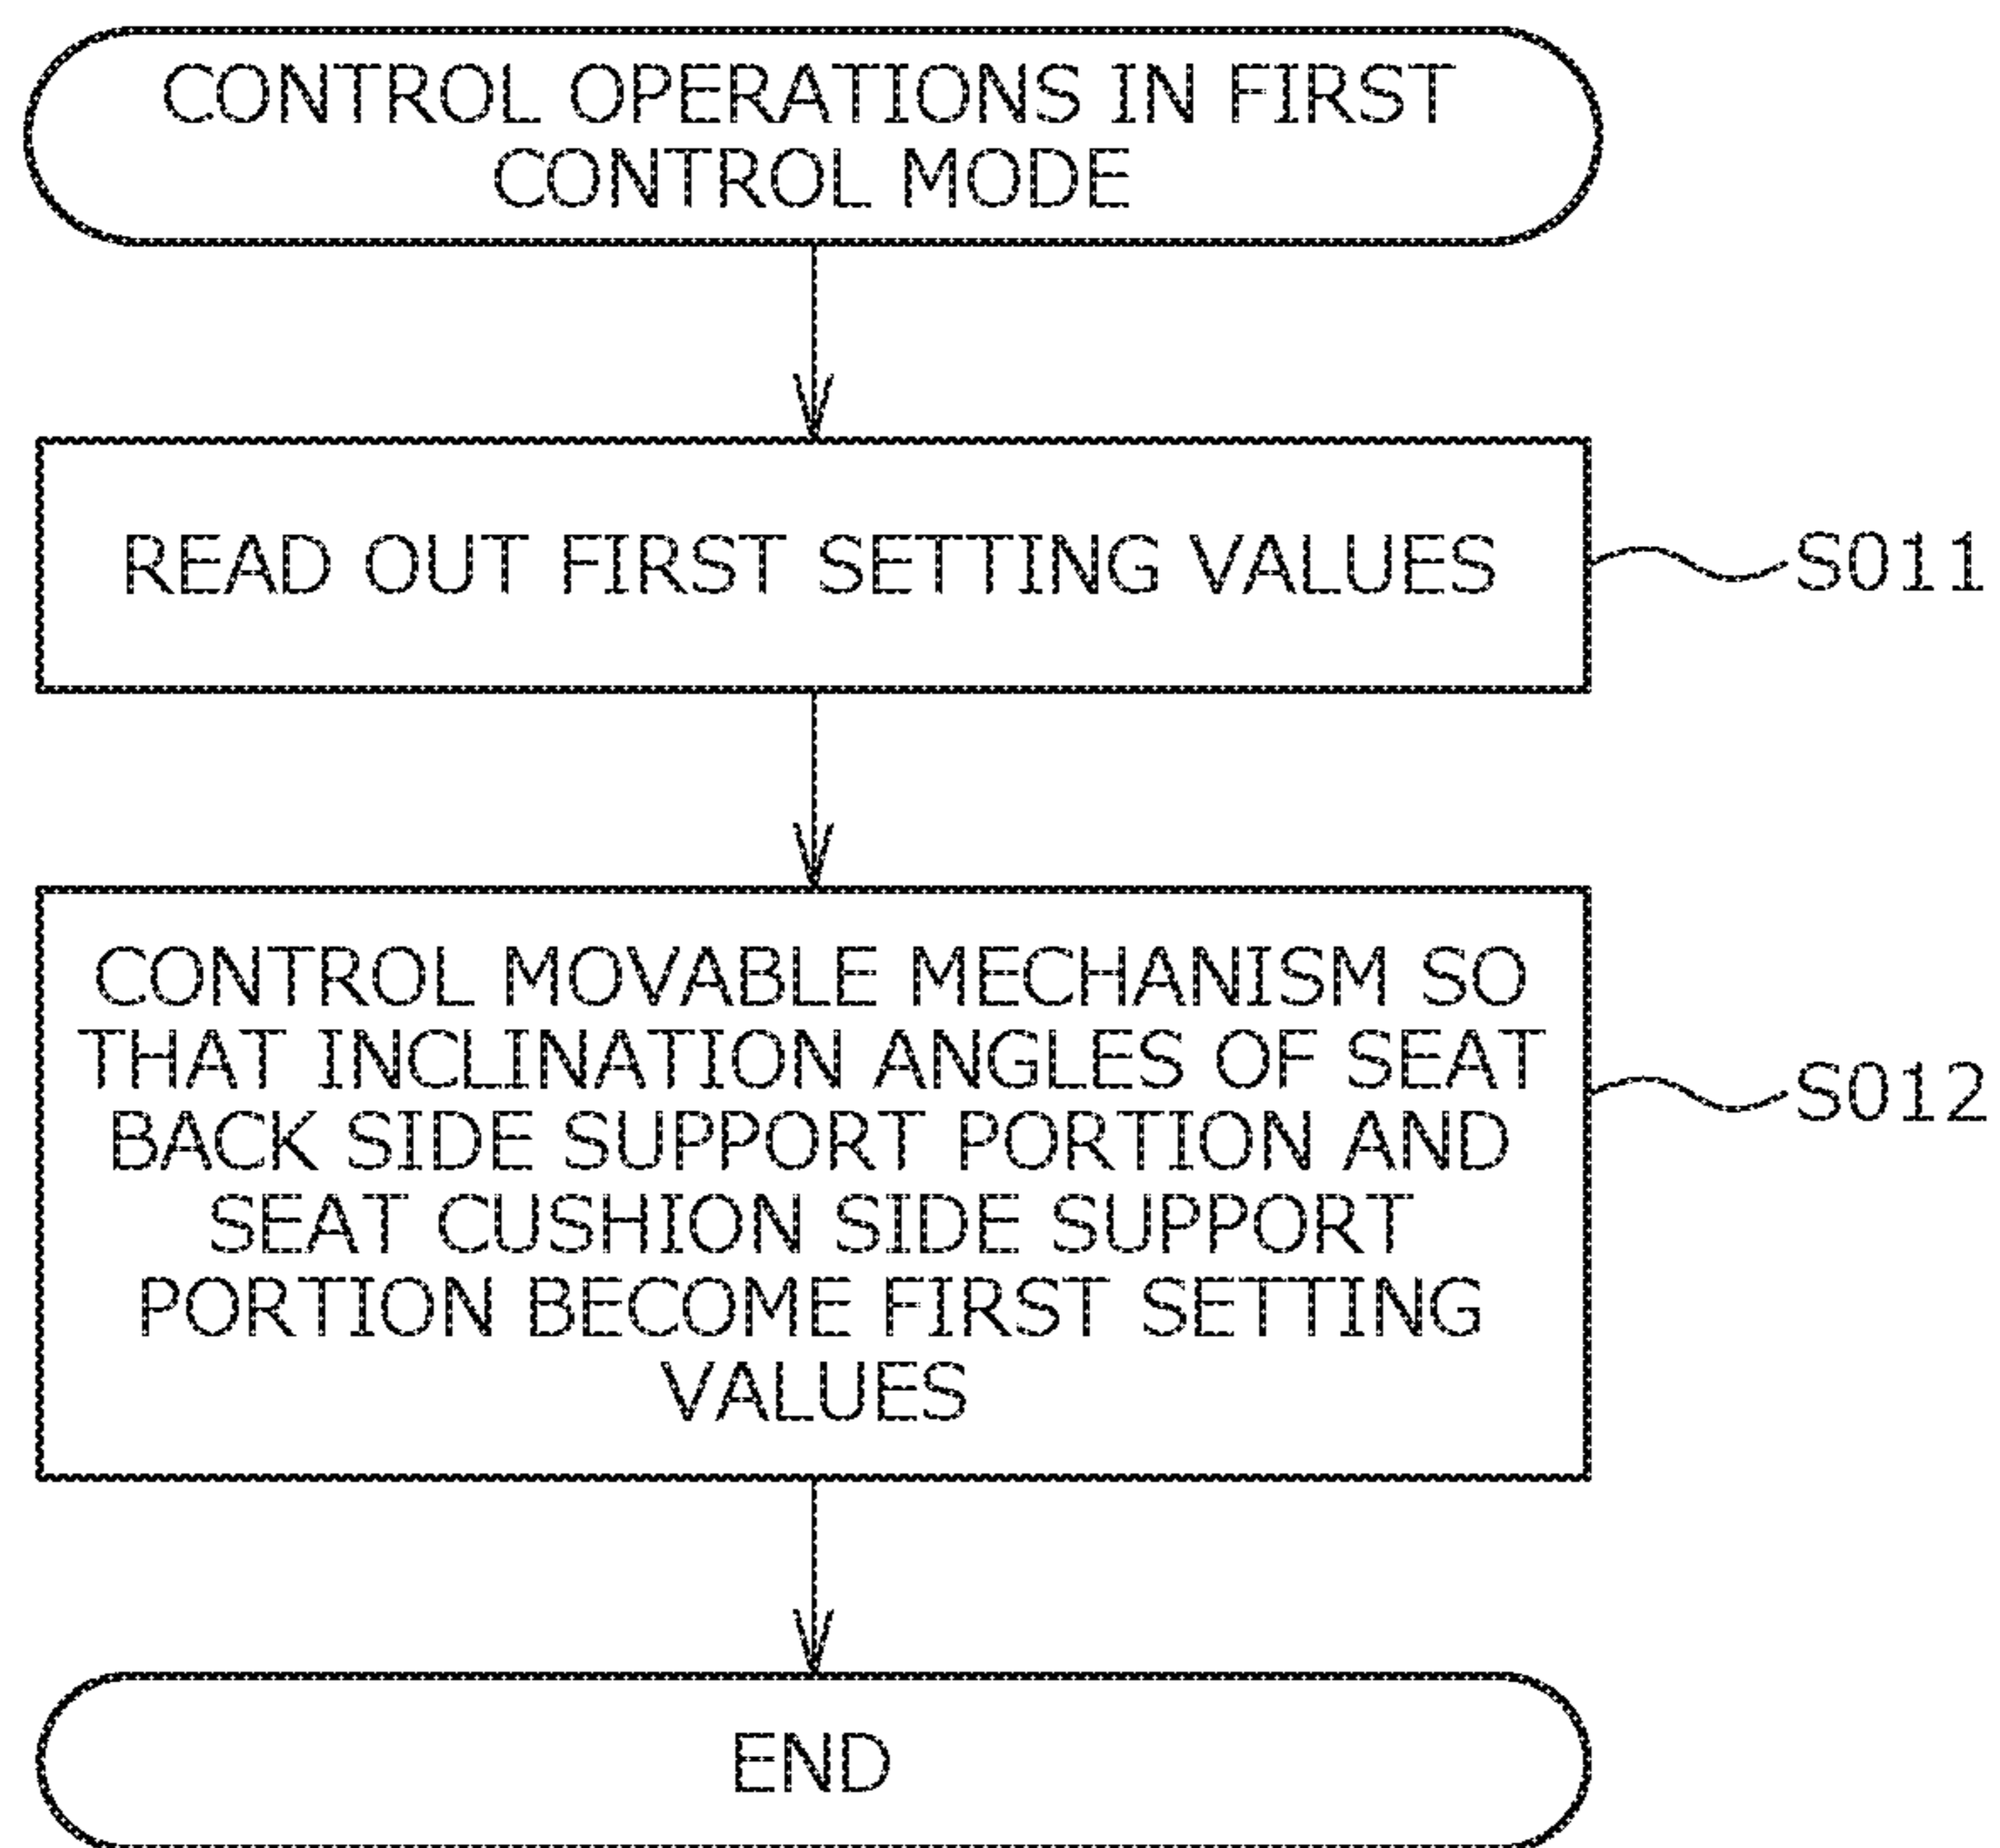 CONTROL OPERATIONS IN FIRST
CONTROL MODE
READ OUT FIRST SETTING VALUES
S011
CONTROL MOVABLE MECHANISM SO
THAT INCLINATION ANGLES OF SEAT
BACK SIDE SUPPORT PORTION AND
SEAT CUSHION SIDE SUPPORT
PORTION BECOME FIRST SETTING
VALUES
S012
END